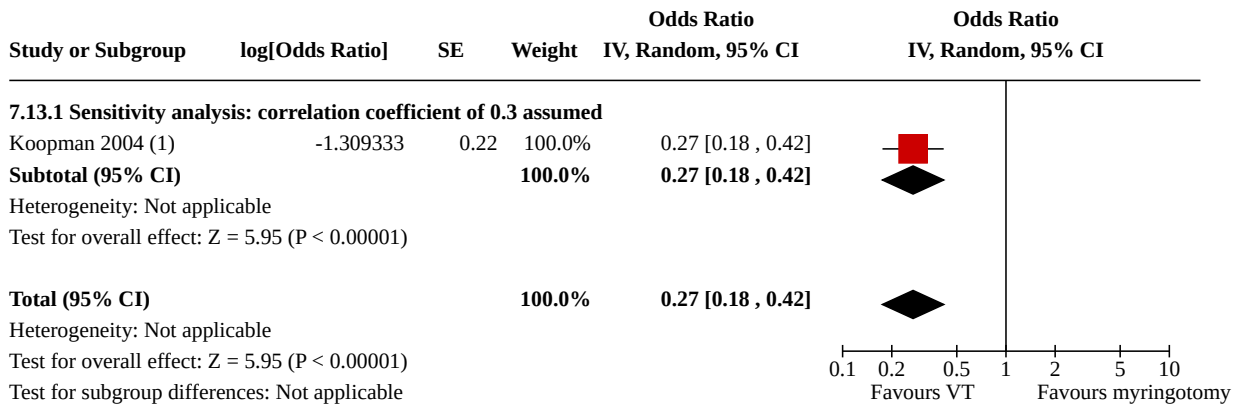 Odds Ratio Odds Ratio
Study or Subgroup log[Odds Ratio] SE Weight IV, Random, 95% CI IV, Random, 95% CI
7.13.1 Sensitivity analysis: correlation coefficient of 0.3 assumed
Koopman 2004 (1) -1.309333 0.22 100.0% 0.27 [0.18 , 0.42]
Subtotal (95% CI) 100.0% 0.27 [0.18 , 0.42]
Heterogeneity: Not applicable
Test for overall effect: Z = 5.95 (P < 0.00001)
Total (95% CI) 100.0% 0.27 [0.18 , 0.42]
Heterogeneity: Not applicable
Test for overall effect: Z = 5.95 (P < 0.00001)
0.1 0.2 0.5 1 2 5 10
Test for subgroup differences: Not applicable Favours VT Favours myringotomy